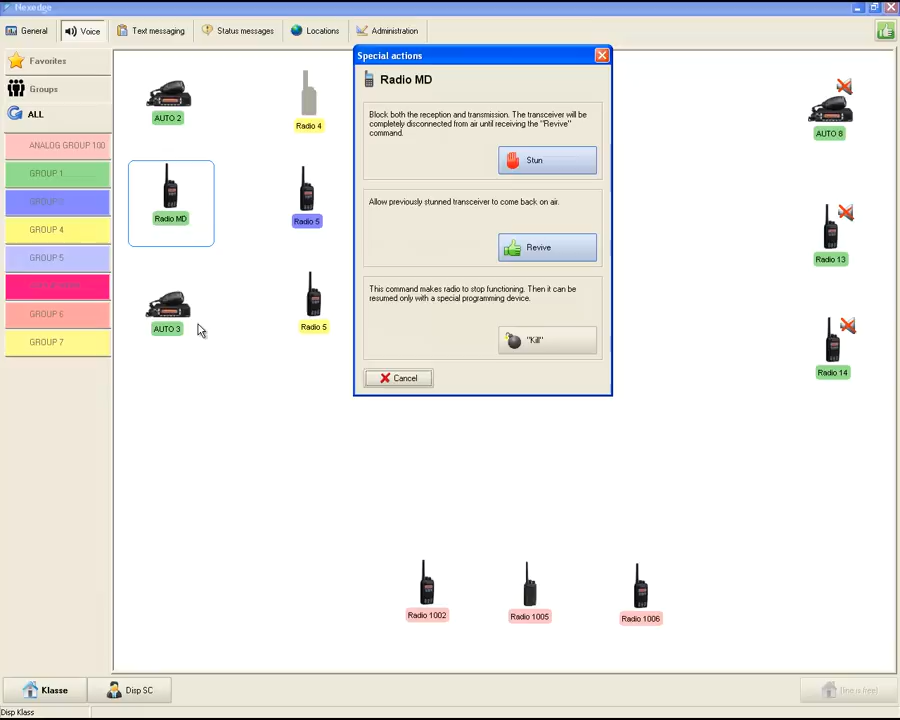 Nexedge
General
Voice
Text messaging
Status messages
Locations
Administration
Favorites
Groups
ALL
ANALOG GROUP 100
GROUP 1
GROUP 4
GROUP 5
GROUP 6
GROUP 7
AUTO 2
Radio 4
Radio MD
Radio 5
AUTO 3
Radio 5
Special actions
Radio MD
Block both the reception and transmission. The transceiver will be
completely disconnected from air until receiving the "Revive"
command.
Stun
Allow previously stunned transceiver to come back on air.
Revive
This command makes radio to stop functioning. Then it can be
resumed only with a special programming device.
"Kill"
Cancel
AUTO 8
Radio 13
Radio 14
Radio 1002
Radio 1005
Radio 1006
Klasse
Disp SC
line is free!
Disp Klass